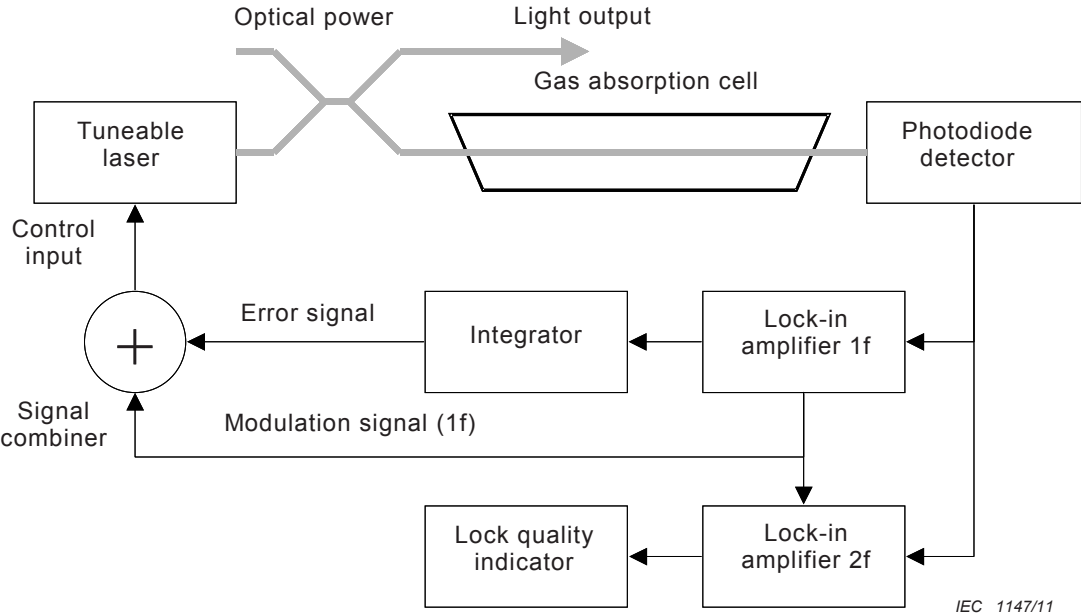 Optical power
Light output
Gas absorption cell
Tuneable
laser
Photodiode
detector
Control
input
Error signal
Integrator
Lock-in
amplifier 1f
+
Signal
combiner
Modulation signal (1f)
Lock quality
indicator
Lock-in
amplifier 2f
IEC 1147/11